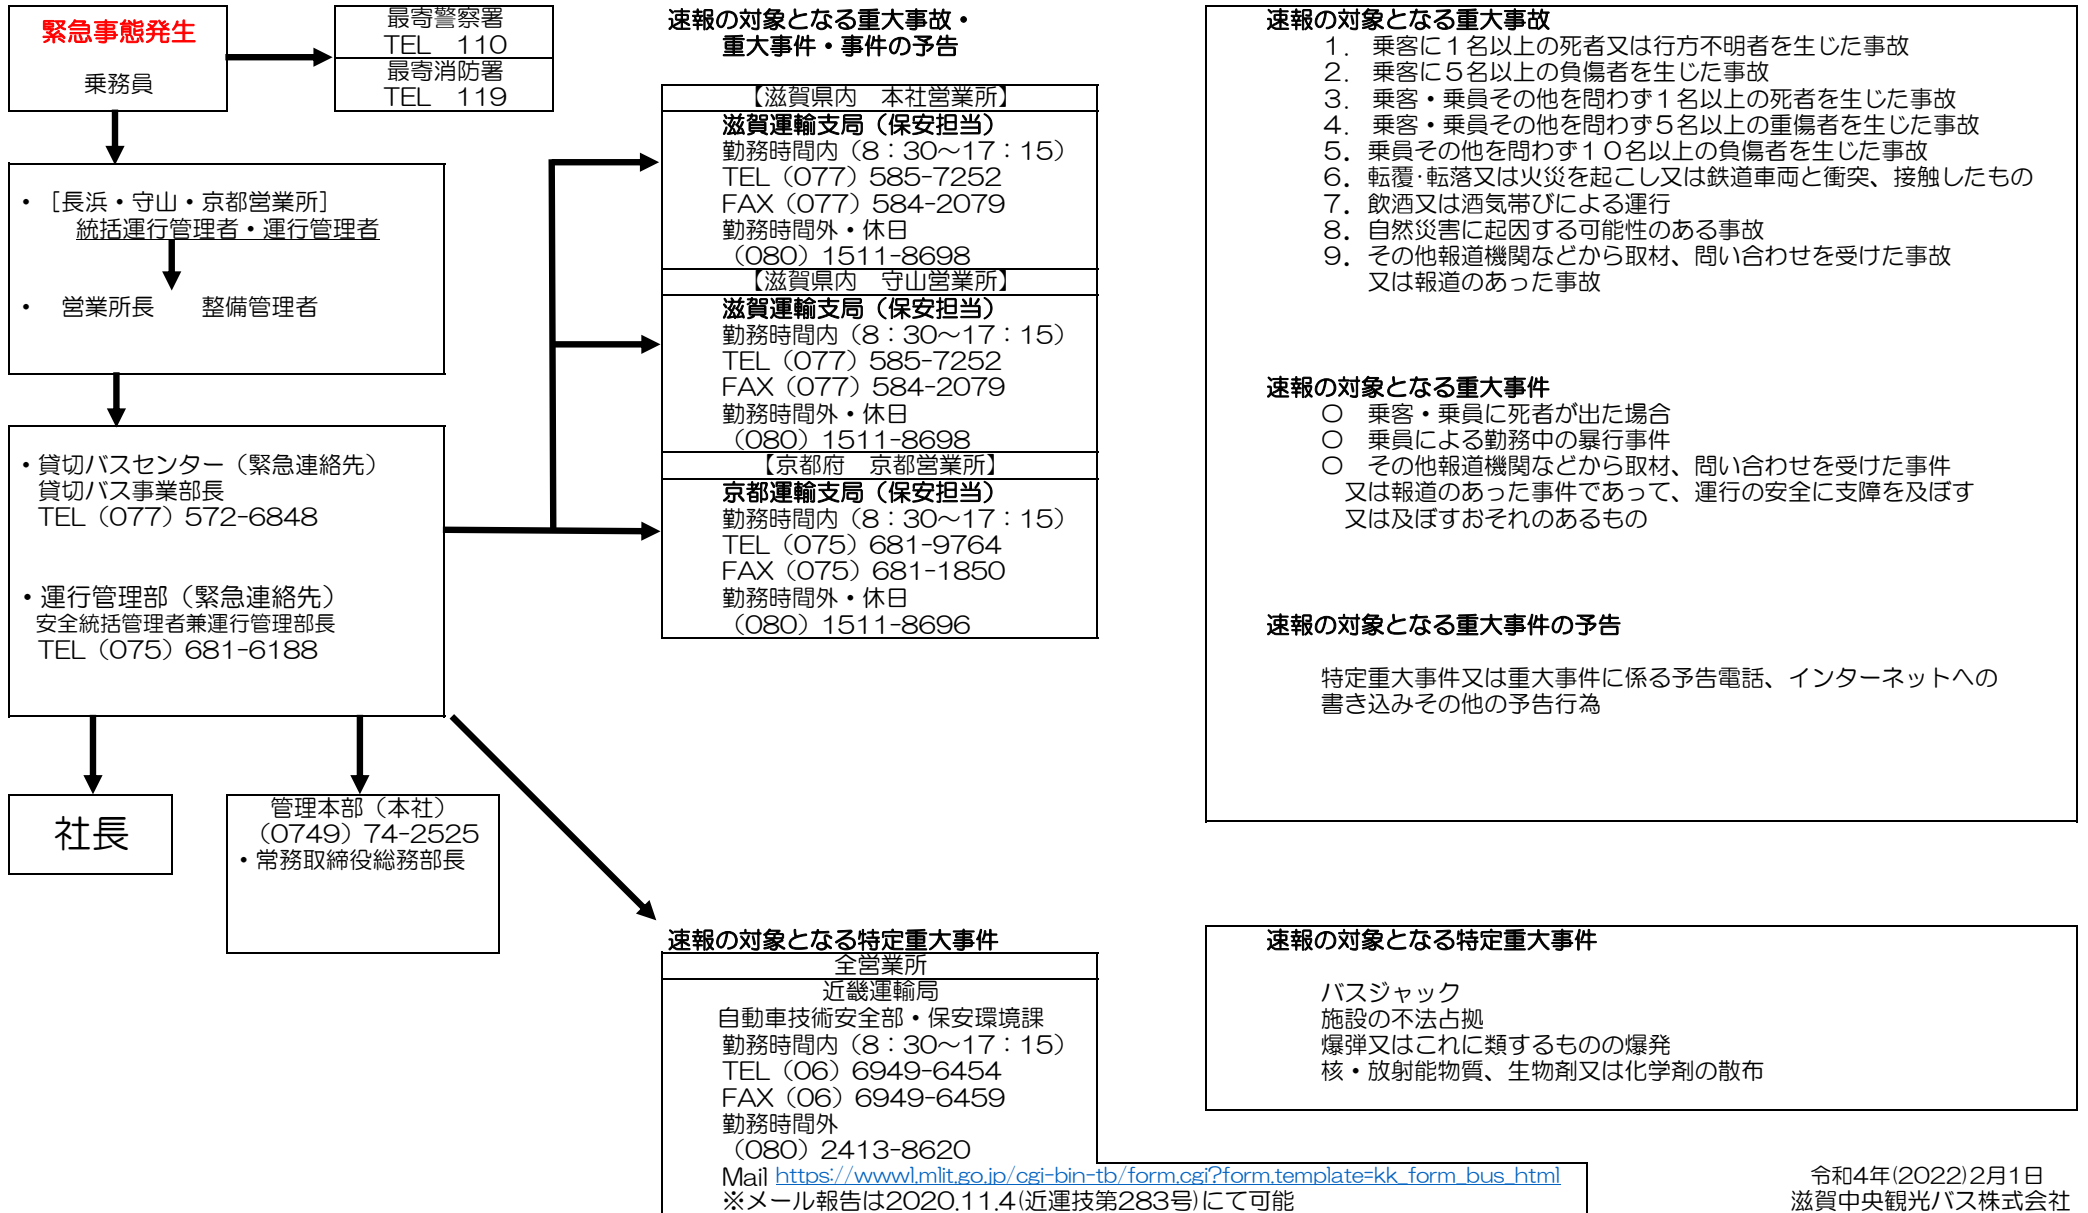 緊急事態発生
乗務員
最寄警察署
TEL 110
最寄消防署
TEL 119
・［長浜・守山・京都営業所］
統括運行管理者・運行管理者
・ 営業所長 整備管理者
・貸切バスセンター（緊急連絡先）
貸切バス事業部長
TEL（077）572-6848
・運行管理部（緊急連絡先）
安全統括管理者兼運行管理部長
TEL（075）681-6188
社長
管理本部（本社）
（0749）74-2525
・常務取締役総務部長
速報の対象となる重大事故・
重大事件・事件の予告
【滋賀県内 本社営業所】
滋賀運輸支局（保安担当）
勤務時間内（8：30～17：15）
TEL（077）585-7252
FAX（077）584-2079
勤務時間外・休日
（080）1511-8698
【滋賀県内 守山営業所】
滋賀運輸支局（保安担当）
勤務時間内（8：30～17：15）
TEL（077）585-7252
FAX（077）584-2079
勤務時間外・休日
（080）1511-8698
【京都府 京都営業所】
京都運輸支局（保安担当）
勤務時間内（8：30～17：15）
TEL（075）681-9764
FAX（075）681-1850
勤務時間外・休日
（080）1511-8696
速報の対象となる特定重大事件
全営業所
近畿運輸局
自動車技術安全部・保安環境課
勤務時間内（8：30～17：15）
TEL（06）6949-6454
FAX（06）6949-6459
勤務時間外
（080）2413-8620
Mail https://www1.mlit.go.jp/cgi-bin-tb/form.cgi?form.template=kk_form_bus_html
※メール報告は2020.11.4(近運技第283号)にて可能
速報の対象となる重大事故
１． 乗客に１名以上の死者又は行方不明者を生じた事故
２． 乗客に５名以上の負傷者を生じた事故
３． 乗客・乗員その他を問わず１名以上の死者を生じた事故
４． 乗客・乗員その他を問わず５名以上の重傷者を生じた事故
５．乗員その他を問わず１０名以上の負傷者を生じた事故
６．転覆･転落又は火災を起こし又は鉄道車両と衝突、接触したもの
７．飲酒又は酒気帯びによる運行
８．自然災害に起因する可能性のある事故
９．その他報道機関などから取材、問い合わせを受けた事故
又は報道のあった事故
速報の対象となる重大事件
○ 乗客・乗員に死者が出た場合
○ 乗員による勤務中の暴行事件
○ その他報道機関などから取材、問い合わせを受けた事件
又は報道のあった事件であって、運行の安全に支障を及ぼす
又は及ぼすおそれのあるもの
速報の対象となる重大事件の予告
特定重大事件又は重大事件に係る予告電話、インターネットへの
書き込みその他の予告行為
速報の対象となる特定重大事件
バスジャック
施設の不法占拠
爆弾又はこれに類するものの爆発
核・放射能物質、生物剤又は化学剤の散布
令和4年(2022)2月1日
滋賀中央観光バス株式会社